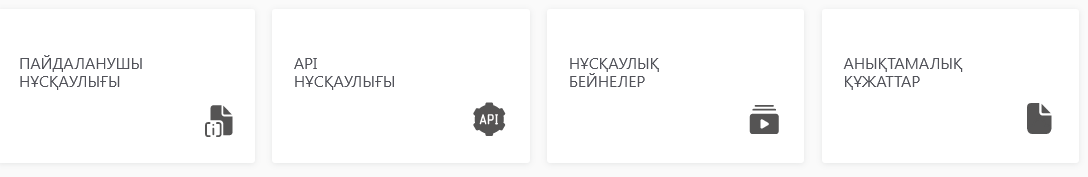 ПАЙДАЛАНУШЫ
НҰСҚАУЛЫҒЫ
API
НҰСҚАУЛЫҒЫ
API
НҰСҚАУЛЫҚ
БЕЙНЕЛЕР
АНЫҚТАМАЛЫҚ
ҚҰЖАТТАР